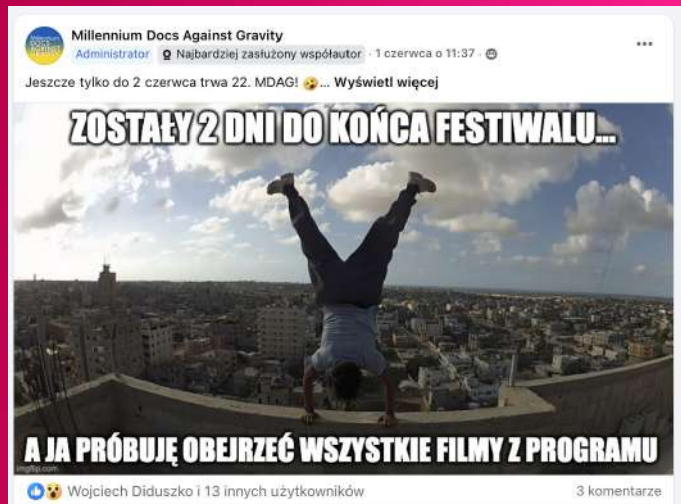 Millennium Docs Against Gravity
Administrator Najbardziej zasłużony współautor · 1 czerwca o 11:37 ·
Jeszcze tylko do 2 czerwca trwa 22. MDAG! 🤪... Wyświetl więcej
ZOSTAŁY 2 DNI DO KOŃCA FESTIWALU...
A JA PRÓBUJĘ OBEJRZEĆ WSZYSTKIE FILMY Z PROGRAMU
imgflip.com
Wojciech Diduszko i 13 innych użytkowników 3 komentarze